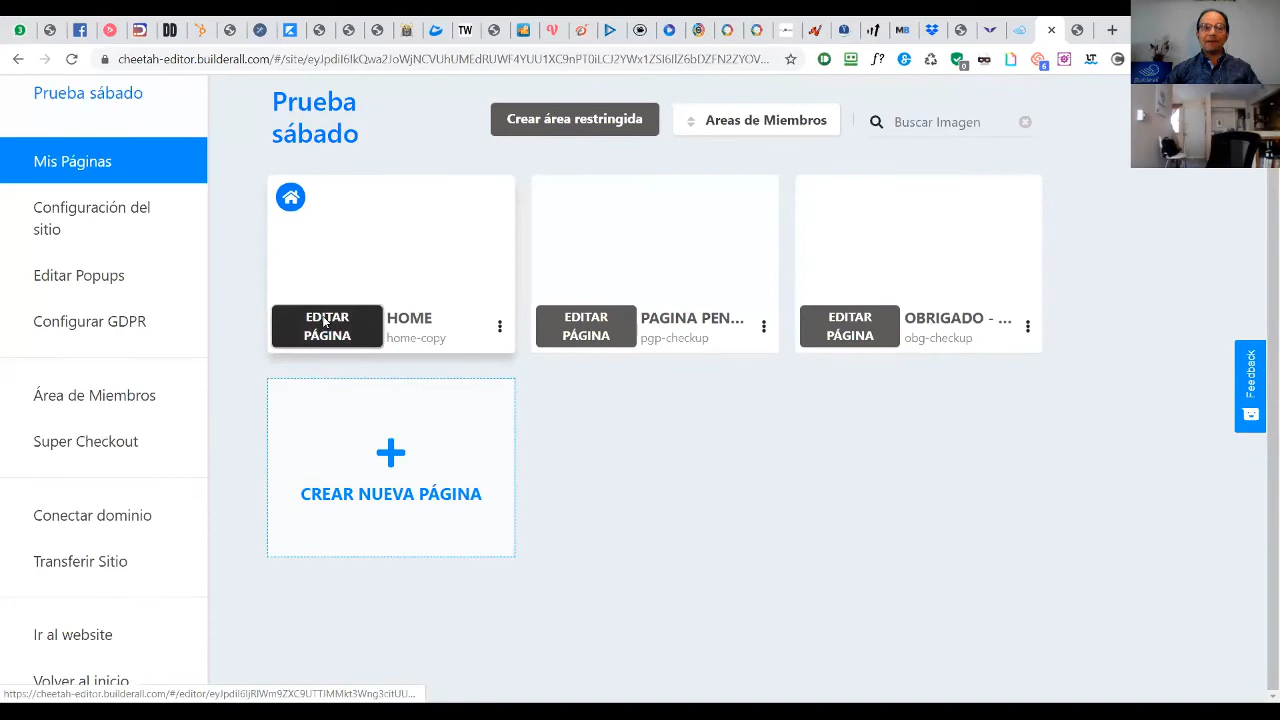 cheetah-editor.builderall.com/#/site/
Prueba sábado
Mis Páginas
Configuración del
sitio
Editar Popups
Configurar GDPR
Área de Miembros
Super Checkout
Conectar dominio
Transferir Sitio
Ir al website
Volver al inicio
Prueba
sábado
Crear área restringida
Areas de Miembros
Buscar Imagen
EDITAR
PÁGINA
HOME
home-copy
EDITAR
PÁGINA
PAGINA PEN...
pgp-checkup
EDITAR
PÁGINA
OBRIGADO - ...
obg-checkup
CREAR NUEVA PÁGINA
Feedback
TW
MB
f?